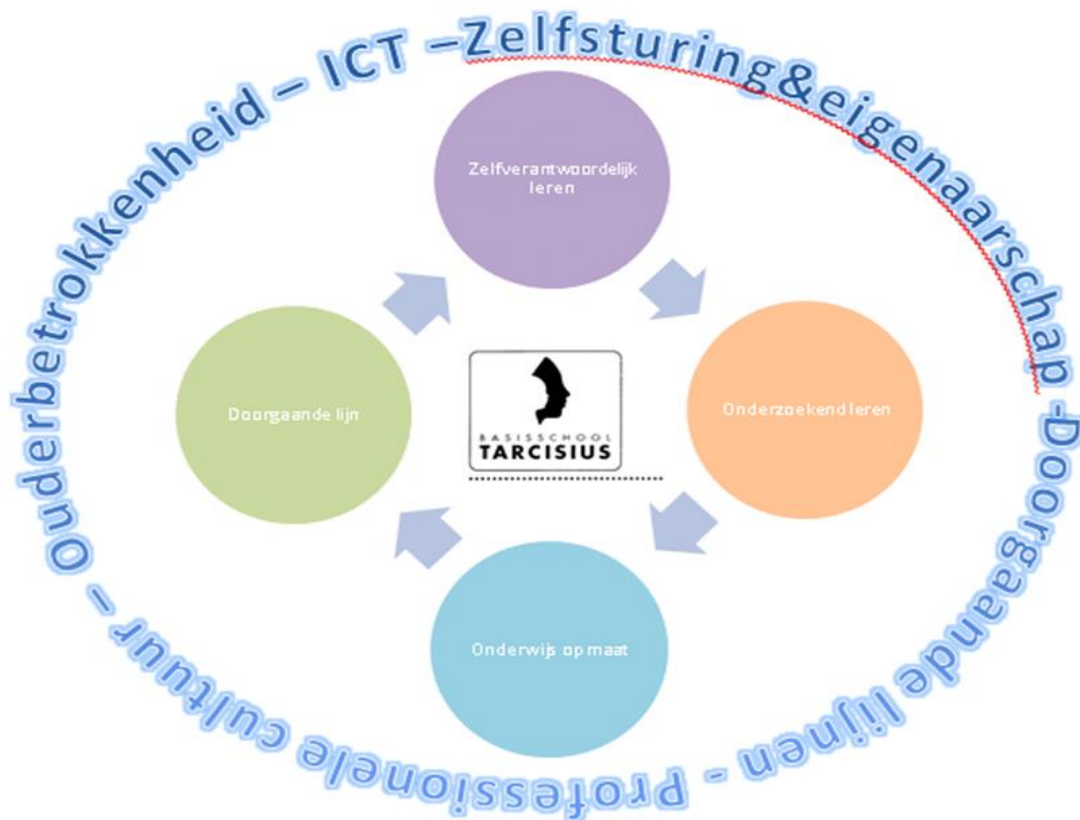 Ouderbetrokkenheid – ICT –Zelfsturing&eigenaarschap -Doorgaande lijnen - Professionele cultuur –
Zelfverantwoordelijk
leren
Onderzoekend leren
Onderwijs op maat
Doorgaande lijn
BASISSCHOOL
TARCISIUS